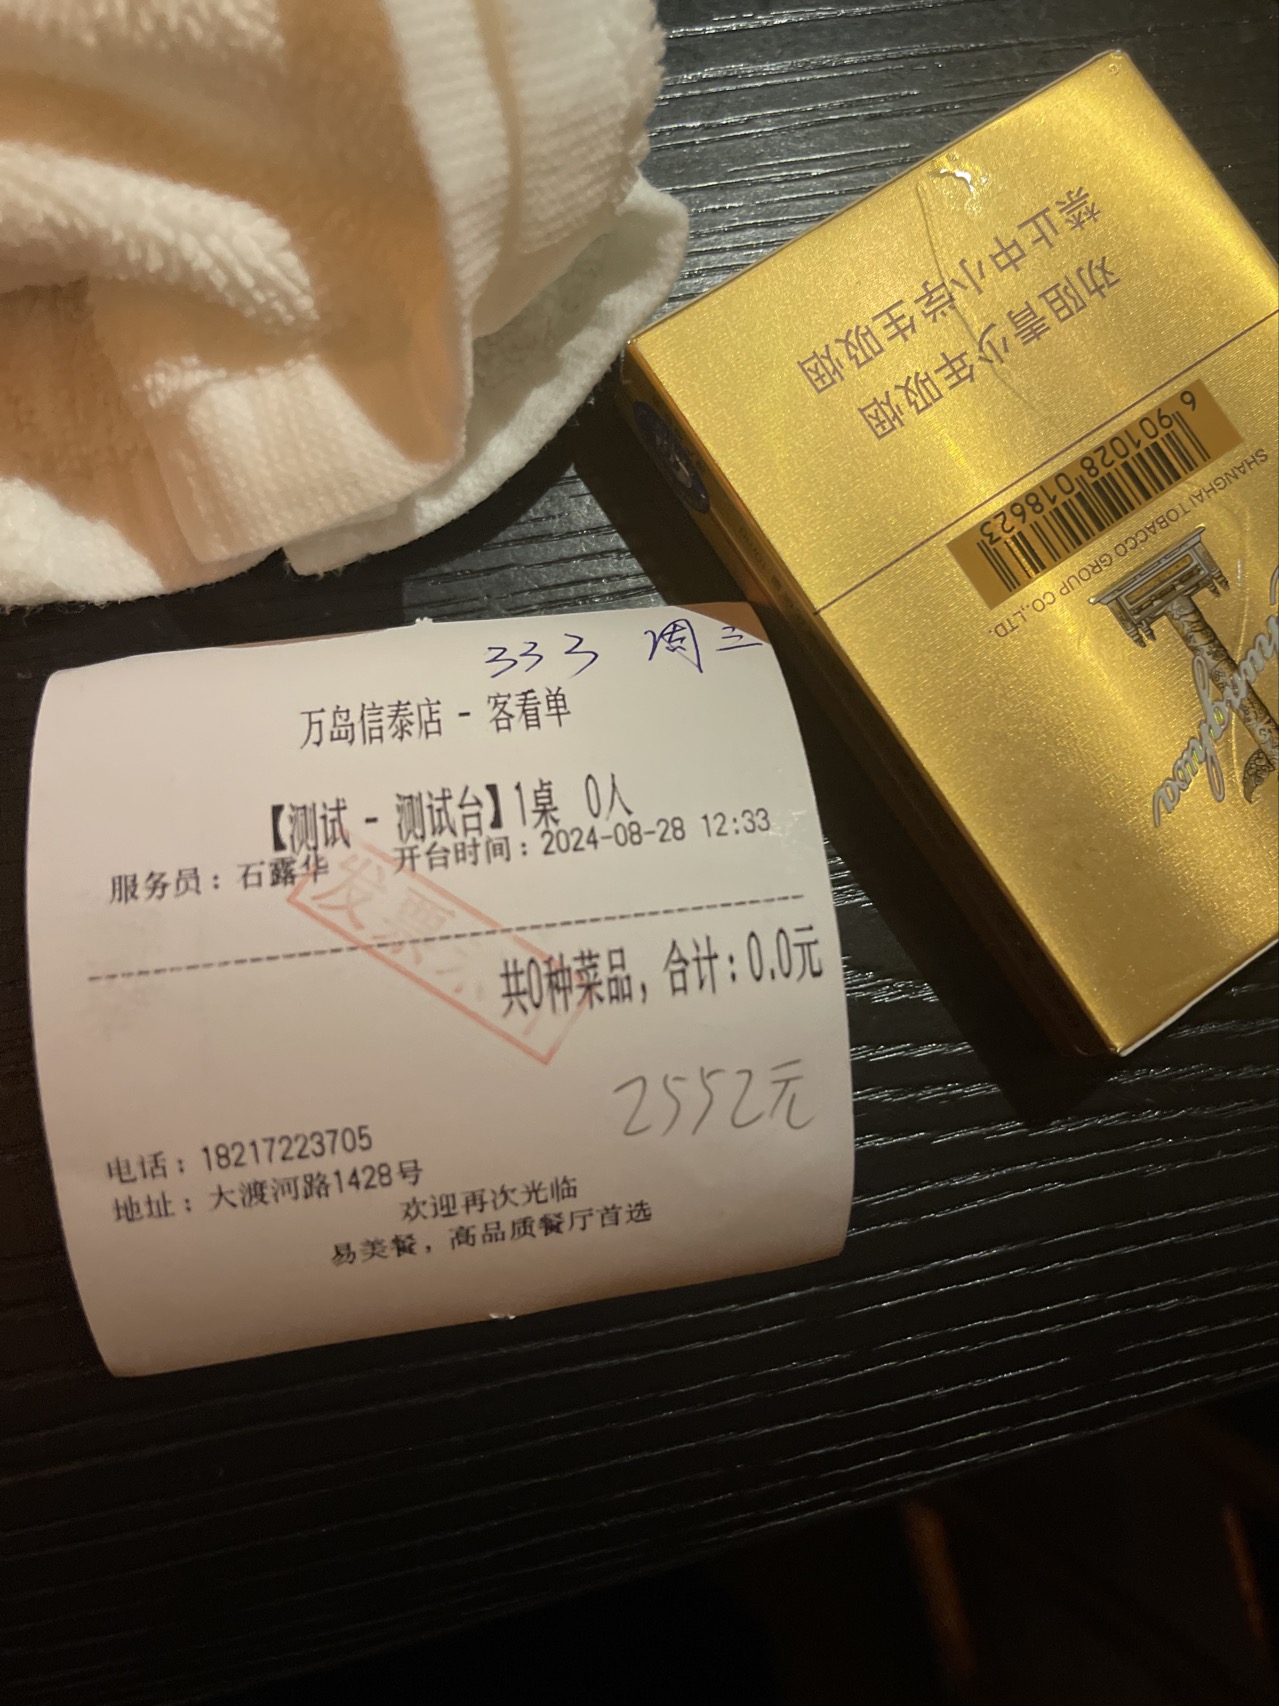 333 周三
万岛信泰店 - 客看单
【测试 - 测试台】1桌 0人
服务员：石露华 开台时间：2024-08-28 12:33
发票
共0种菜品，合计：0.0元
2552元
电话：18217223705
地址：大渡河路1428号
欢迎再次光临
易美餐，高品质餐厅首选
劝阻青少年吸烟
禁止中小学生吸烟
6 901028 018623
SHANGHAI TOBACCO GROUP CO.,LTD.